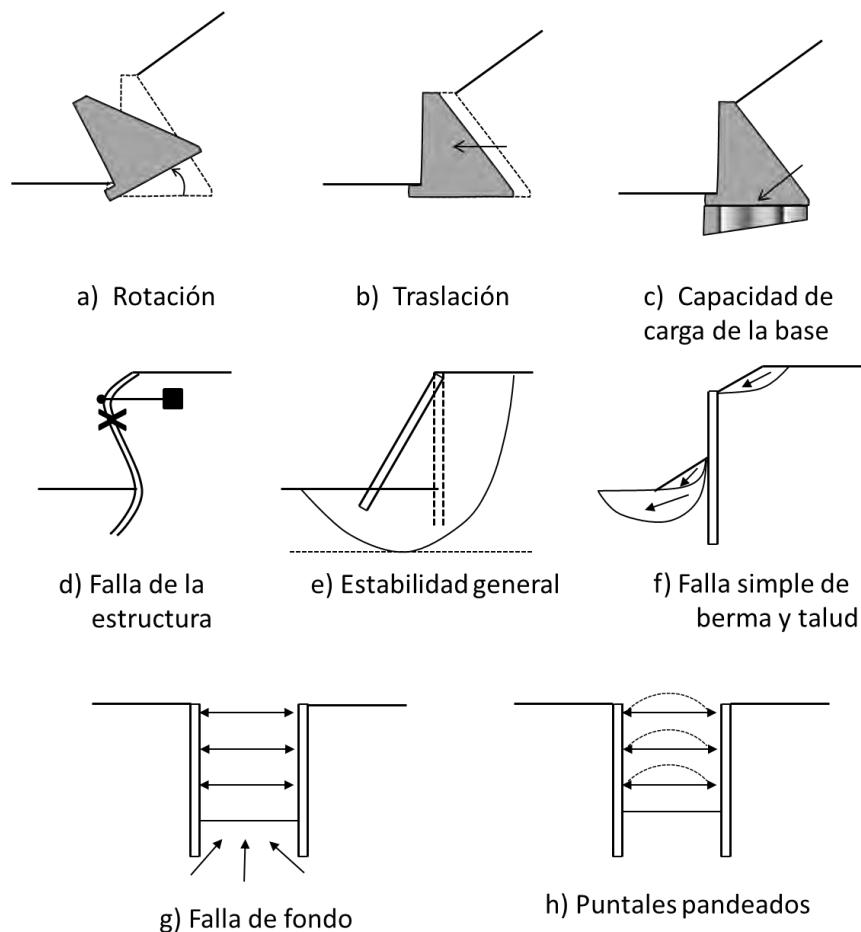 a) Rotación
b) Traslación
c) Capacidad de
carga de la base
d) Falla de la
estructura
e) Estabilidad general
f) Falla simple de
berma y talud
g) Falla de fondo
h) Puntales pandeados